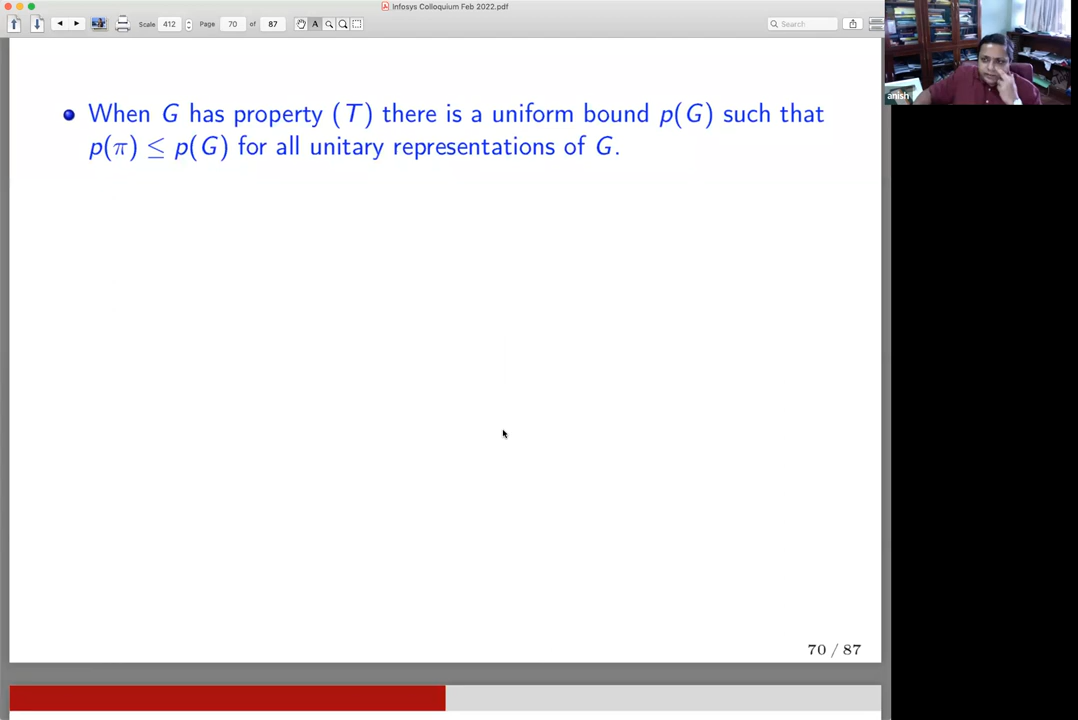 Infosys Colloquium Feb 2022.pdf
Scale 412 Page 70 of 87 Search
When G has property (T) there is a uniform bound p(G) such that
p(π) ≤ p(G) for all unitary representations of G.
70 / 87
anish